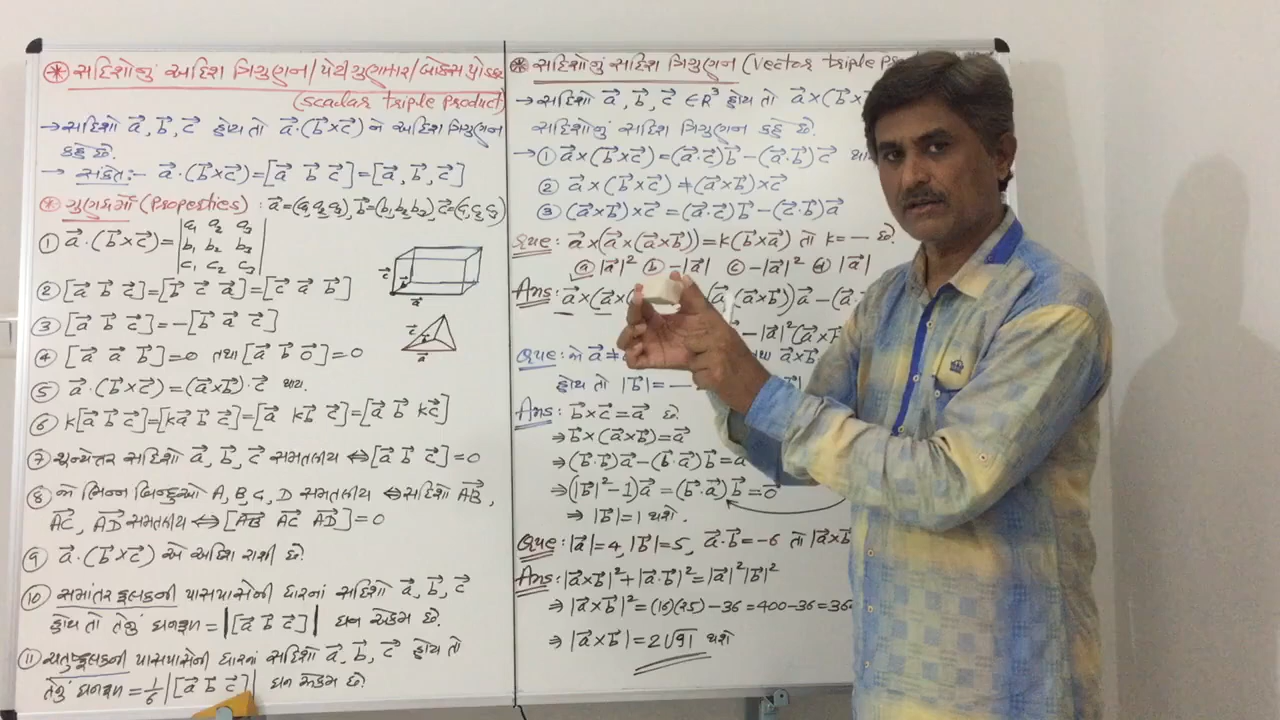 ⊛ સદિશોનું અદિશ ત્રિગુણન/પેટી ગુણાકાર/બોક્સ પ્રોડક્ટ
(scalar triple product)
→ સદિશો a⃗, b⃗, c⃗ હોય તો a⃗·(b⃗×c⃗) ને અદિશ ત્રિગુણન
કહે છે.
→ સંકેત:- a⃗·(b⃗×c⃗)=[a⃗ b⃗ c⃗]=[a⃗, b⃗, c⃗]
⊛ ગુણધર્મો (Properties) : a⃗=(a₁ a₂ a₃), b⃗=(b₁, b₂ b₃), c⃗=(c₁ c₂ c₃)
① a⃗·(b⃗×c⃗)= | a₁ a₂ a₃ |
| b₁ b₂ b₃ |
| c₁ c₂ c₃ |
② [a⃗ b⃗ c⃗]=[b⃗ c⃗ a⃗]=[c⃗ a⃗ b⃗]
③ [a⃗ b⃗ c⃗]=-[b⃗ a⃗ c⃗]
④ [a⃗ a⃗ b⃗]=0 તથા [a⃗ b⃗ 0⃗]=0
⑤ a⃗·(b⃗×c⃗)=(a⃗×b⃗)·c⃗ થાય.
⑥ k[a⃗ b⃗ c⃗]=[ka⃗ b⃗ c⃗]=[a⃗ kb⃗ c⃗]=[a⃗ b⃗ kc⃗]
⑦ શૂન્યેતર સદિશો a⃗, b⃗, c⃗ સમતલીય ⇔ [a⃗ b⃗ c⃗]=0
⑧ જો ભિન્ન બિન્દુઓ A, B, C, D સમતલીય ⇔ સદિશો AB⃗,
AC⃗, AD⃗ સમતલીય ⇔ [AB⃗ AC⃗ AD⃗]=0
⑨ a⃗·(b⃗×c⃗) એ અદિશ રાશી છે.
⑩ સમાંતર ફલકની પાસપાસેની ધારનાં સદિશો a⃗, b⃗, c⃗
હોય તો તેનું ઘનફળ = |[a⃗ b⃗ c⃗]| ઘન એકમ છે.
⑪ ચતુષ્ફલકની પાસપાસેની ધારનાં સદિશો a⃗, b⃗, c⃗ હોય તો
તેનું ઘનફળ = 1/6 |[a⃗ b⃗ c⃗]| ઘન એકમ છે.
c⃗ b⃗ a⃗
c⃗ b⃗ a⃗
⊛ સદિશોનું સદિશ ત્રિગુણન (vector triple
→ સદિશો a⃗, b⃗, c⃗ ∈R³ હોય તો a⃗×(b⃗×
સદિશોનું સદિશ ત્રિગુણન કહે છે.
→ ① a⃗×(b⃗×c⃗)=(a⃗·c⃗)b⃗-(a⃗·b⃗)c⃗
② a⃗×(b⃗×c⃗)≠(a⃗×b⃗)×c⃗
③ (a⃗×b⃗)×c⃗=(a⃗·c⃗)b⃗-(c⃗·b⃗)a⃗
Que: a⃗×(a⃗×(a⃗×b⃗))=k(b⃗×a⃗) તો k=— છે.
ⓐ |a⃗|² ⓑ -|a⃗| ⓒ -|a⃗|² ⓓ |a⃗|
Ans: a⃗×(a⃗× (a⃗×b⃗))a⃗-(a⃗·
-|a⃗|²(a⃗×b⃗
Que: જો a⃗≠ a⃗×b⃗
હોય તો |b⃗|=—
Ans: b⃗×c⃗=a⃗ છે.
⇒b⃗×(a⃗×b⃗)=a⃗
⇒(b⃗·b⃗)a⃗-(b⃗·a⃗)b⃗=a⃗
⇒(|b⃗|²-1)a⃗=(b⃗·a⃗)b⃗=0⃗
⇒ |b⃗|=1 થશે.
Que: |a⃗|=4, |b⃗|=5, a⃗·b⃗=-6 તો |a⃗×b⃗
Ans: |a⃗×b⃗|²+|a⃗·b⃗|²=|a⃗|²|b⃗|²
⇒ |a⃗×b⃗|²=(16)(25)-36=400-36=36
⇒ |a⃗×b⃗|=2√91 થશે